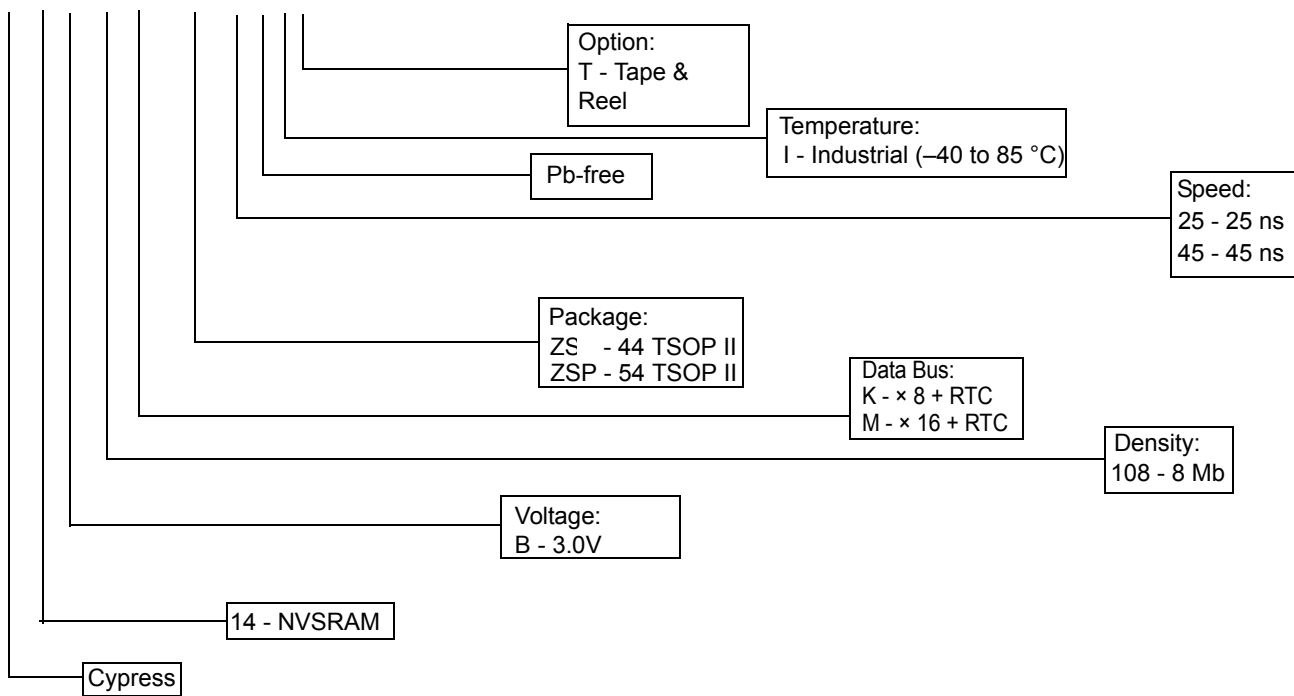 Option:
T - Tape &
Reel
Temperature:
I - Industrial (–40 to 85 °C)
Pb-free
Speed:
25 - 25 ns
45 - 45 ns
Package:
ZS - 44 TSOP II
ZSP - 54 TSOP II
Data Bus:
K - × 8 + RTC
M - × 16 + RTC
Density:
108 - 8 Mb
Voltage:
B - 3.0V
14 - NVSRAM
Cypress